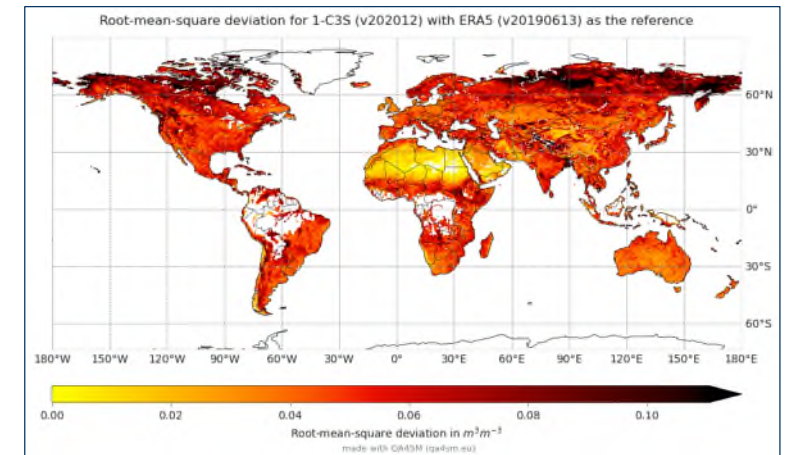 Root-mean-square deviation for 1-C3S (v202012) with ERA5 (v20190613) as the reference
60°N
30°N
0°
30°S
60°S
180°W 150°W 120°W 90°W 60°W 30°W 0° 30°E 60°E 90°E 120°E 150°E 180°E
0.00 0.02 0.04 0.06 0.08 0.10
Root-mean-square deviation in m³m⁻³
made with QA4SM (qa4sm.eu)